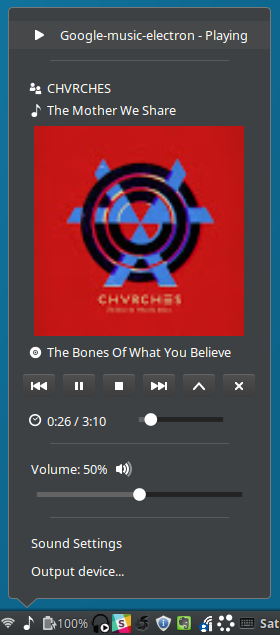 Google-music-electron - Playing
CHVRCHES
The Mother We Share
CHVRCHES
The Bones Of What You Believe
0:26 / 3:10
Volume: 50%
Sound Settings
Output device...
100% S Sat